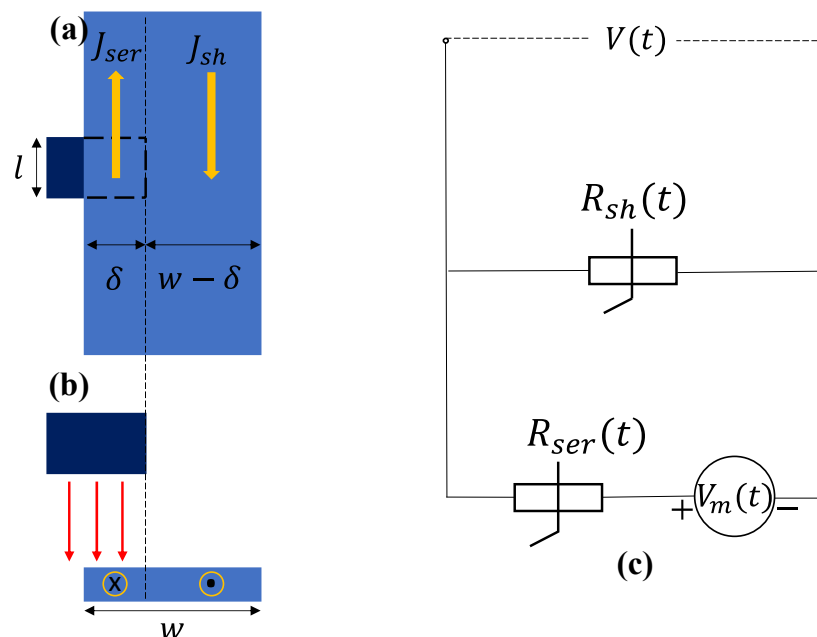 (a)
J_ser
J_sh
l
δ
w − δ
(b)
x
w
V(t)
R_sh(t)
R_ser(t)
V_m(t)
+
−
(c)